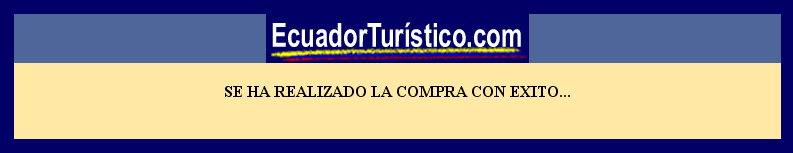 EcuadorTurístico.com
SE HA REALIZADO LA COMPRA CON EXITO...